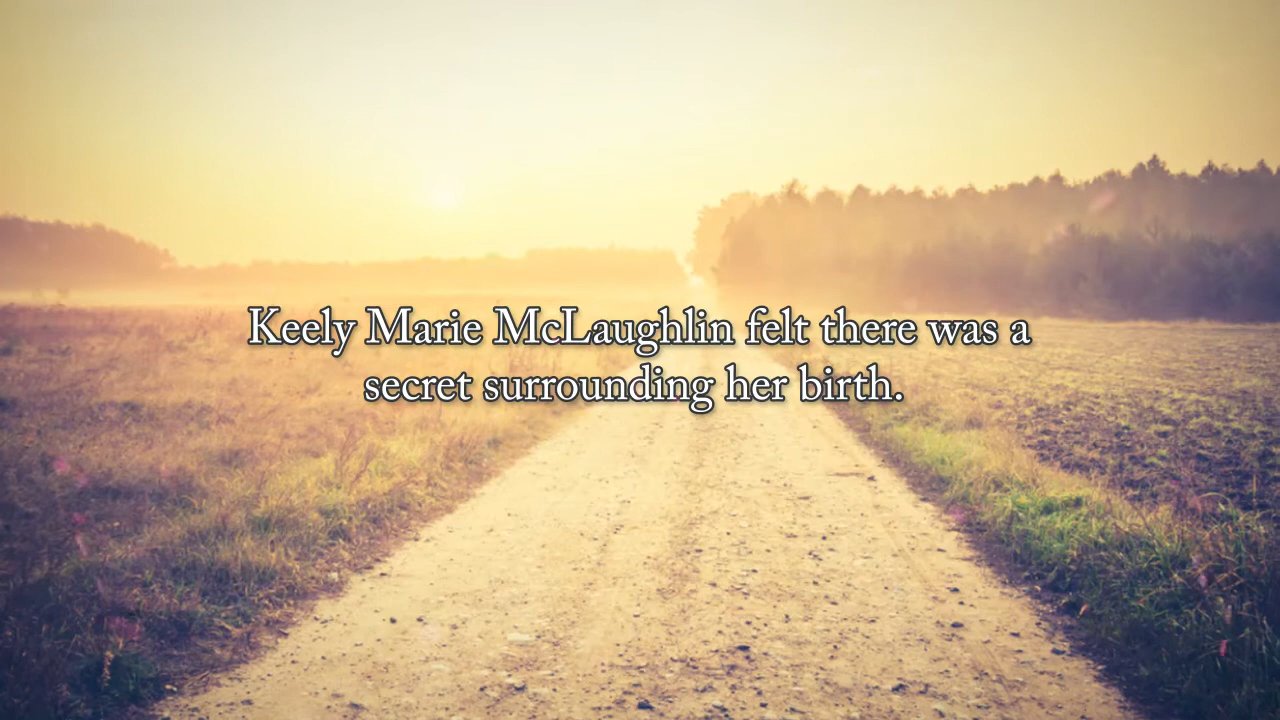 Keely Marie McLaughlin felt there was a
secret surrounding her birth.